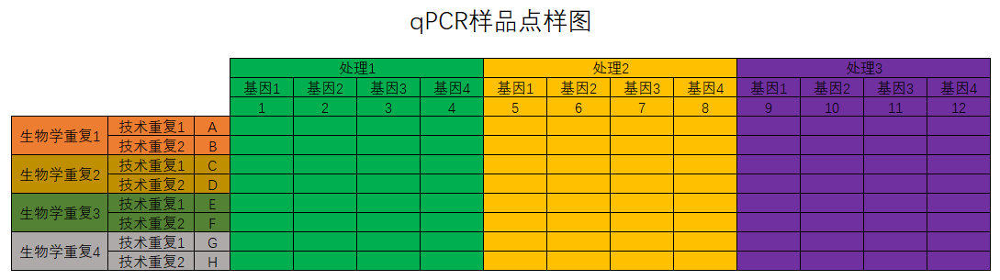 qPCR样品点样图
处理1 处理2 处理3
基因1 基因2 基因3 基因4 基因1 基因2 基因3 基因4 基因1 基因2 基因3 基因4
1 2 3 4 5 6 7 8 9 10 11 12
生物学重复1 技术重复1 A
技术重复2 B
生物学重复2 技术重复1 C
技术重复2 D
生物学重复3 技术重复1 E
技术重复2 F
生物学重复4 技术重复1 G
技术重复2 H